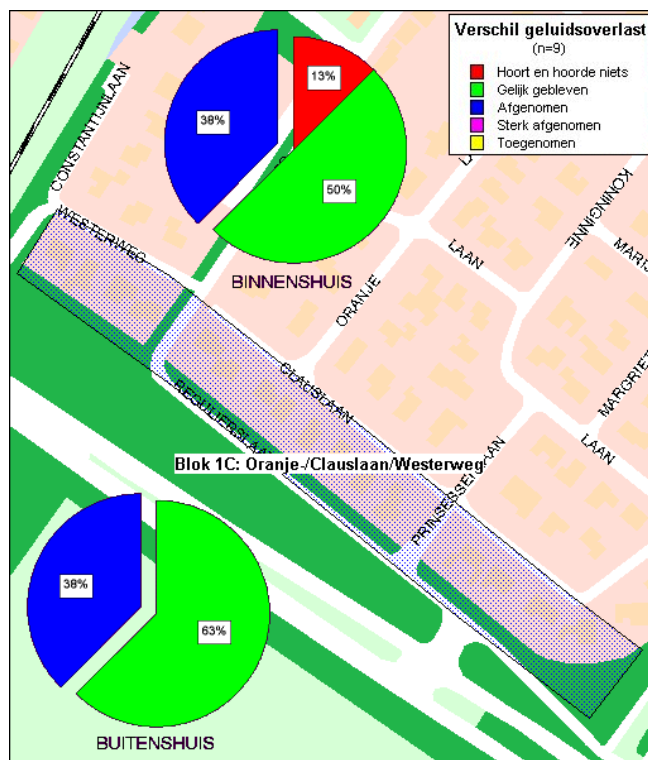 Verschil geluidsoverlast
(n=9)
Hoort en hoorde niets
Gelijk gebleven
Afgenomen
Sterk afgenomen
Toegenomen
13%
38%
50%
BINNENSHUIS
CONSTANTIJNLAAN
WESTERWEG
ORANJE
LAAN
KONINGINNE
MARIJ
MARGRIET
LAAN
CLAUSLAAN
REGULIERSLAAN
PRINSESSENLAAN
Blok 1C: Oranje-/Clauslaan/Westerweg
38%
63%
BUITENSHUIS